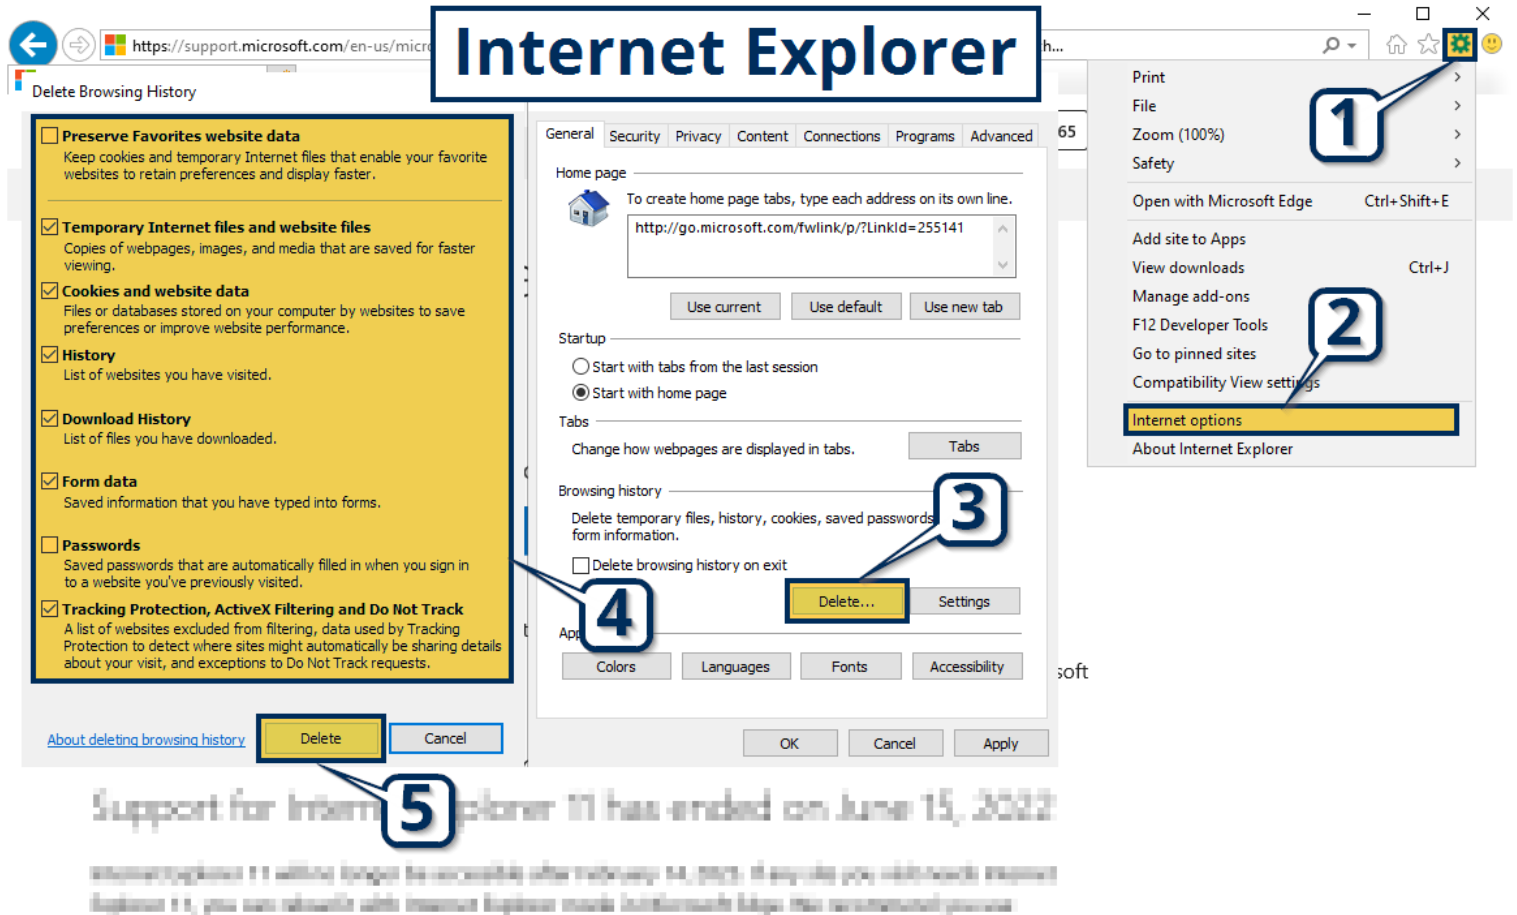 Internet Explorer
https://support.microsoft.com/en-us/micr
h...
Delete Browsing History
Preserve Favorites website data
Keep cookies and temporary Internet files that enable your favorite
websites to retain preferences and display faster.
Temporary Internet files and website files
Copies of webpages, images, and media that are saved for faster
viewing.
Cookies and website data
Files or databases stored on your computer by websites to save
preferences or improve website performance.
History
List of websites you have visited.
Download History
List of files you have downloaded.
Form data
Saved information that you have typed into forms.
Passwords
Saved passwords that are automatically filled in when you sign in
to a website you've previously visited.
Tracking Protection, ActiveX Filtering and Do Not Track
A list of websites excluded from filtering, data used by Tracking
Protection to detect where sites might automatically be sharing details
about your visit, and exceptions to Do Not Track requests.
4
About deleting browsing history
Delete
Cancel
5
General Security Privacy Content Connections Programs Advanced
Home page
To create home page tabs, type each address on its own line.
http://go.microsoft.com/fwlink/p/?LinkId=255141
Use current
Use default
Use new tab
Startup
Start with tabs from the last session
Start with home page
Tabs
Change how webpages are displayed in tabs.
Tabs
Browsing history
Delete temporary files, history, cookies, saved passwords
form information.
3
Delete browsing history on exit
Delete...
Settings
App
Colors
Languages
Fonts
Accessibility
OK
Cancel
Apply
65
soft
1
Print
File
Zoom (100%)
Safety
Open with Microsoft Edge Ctrl+Shift+E
Add site to Apps
View downloads Ctrl+J
Manage add-ons
F12 Developer Tools
Go to pinned sites
Compatibility View settings
2
Internet options
About Internet Explorer
Support for Intern plorer 11 has ended on June 15, 2022